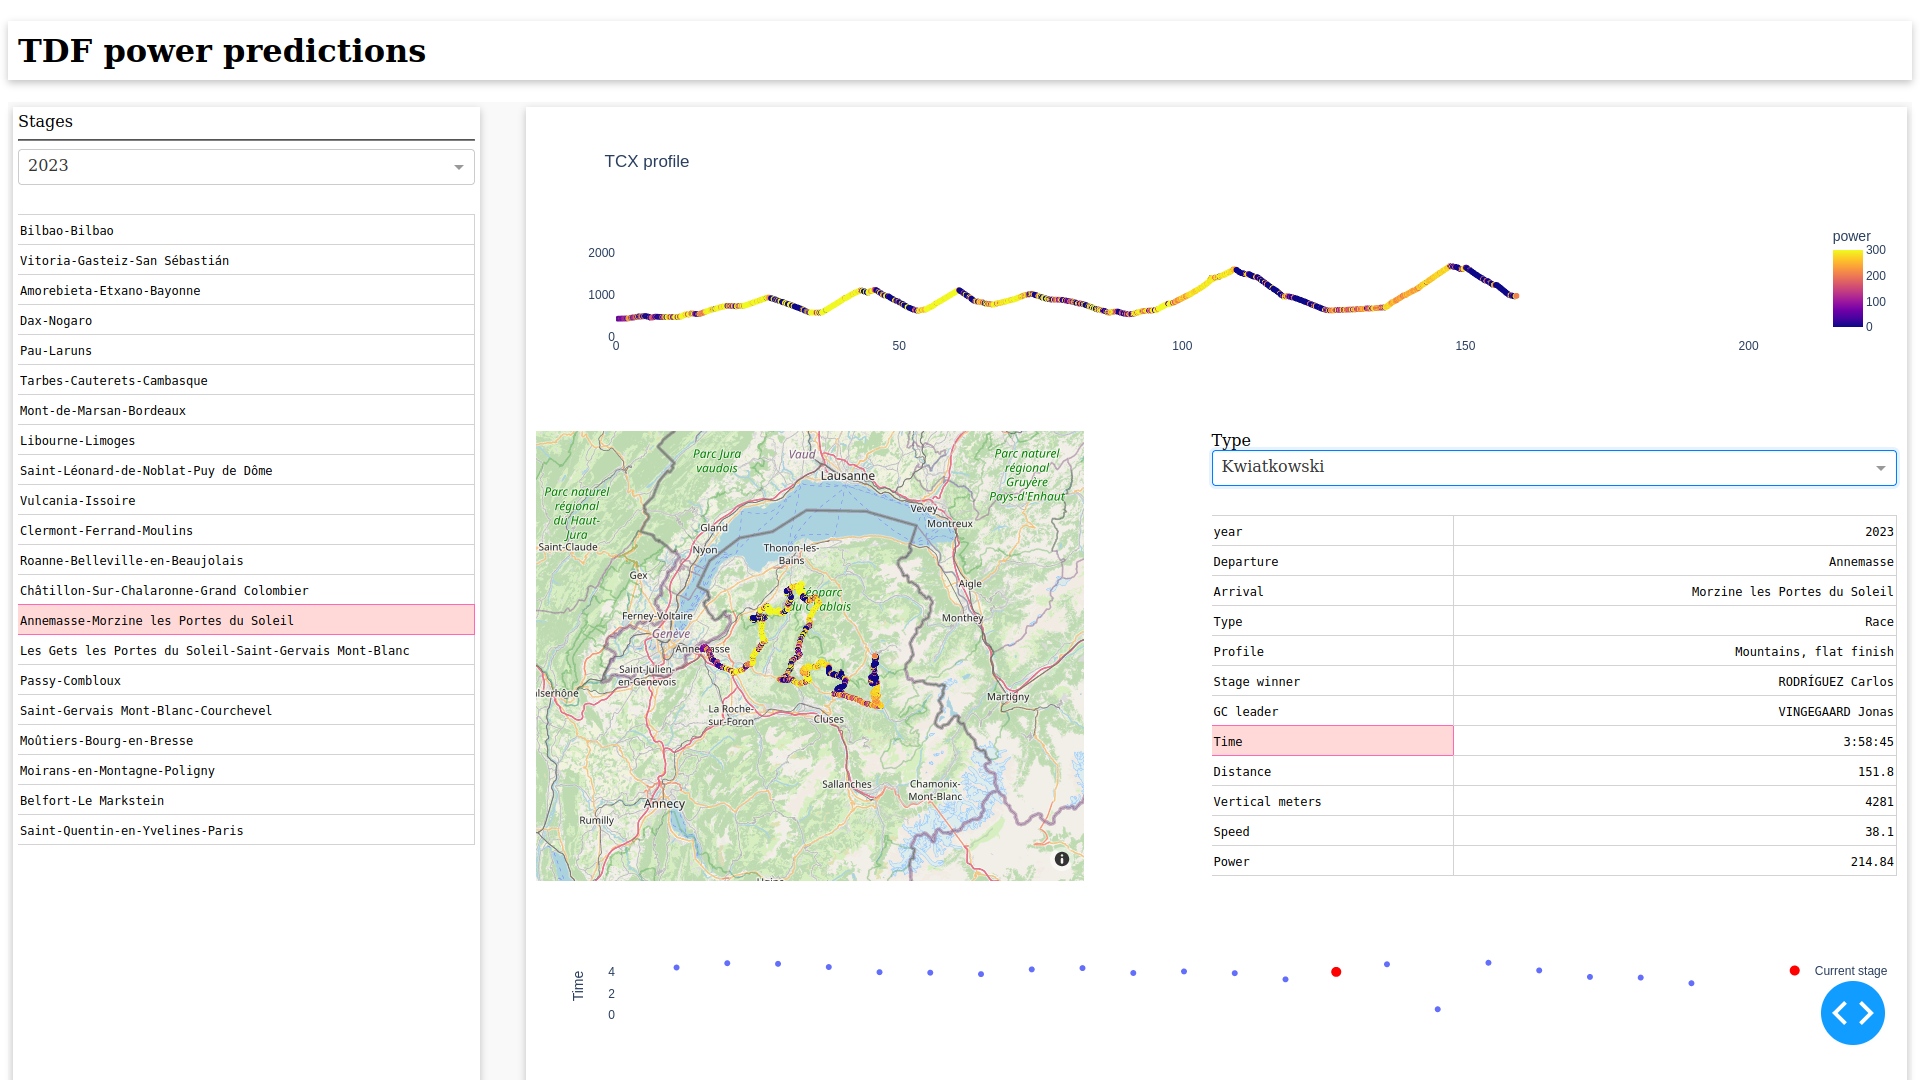 TDF power predictions
Stages
2023
Bilbao-Bilbao
Vitoria-Gasteiz-San Sébastián
Amorebieta-Etxano-Bayonne
Dax-Nogaro
Pau-Laruns
Tarbes-Cauterets-Cambasque
Mont-de-Marsan-Bordeaux
Libourne-Limoges
Saint-Léonard-de-Noblat-Puy de Dôme
Vulcania-Issoire
Clermont-Ferrand-Moulins
Roanne-Belleville-en-Beaujolais
Châtillon-Sur-Chalaronne-Grand Colombier
Annemasse-Morzine les Portes du Soleil
Les Gets les Portes du Soleil-Saint-Gervais Mont-Blanc
Passy-Combloux
Saint-Gervais Mont-Blanc-Courchevel
Moûtiers-Bourg-en-Bresse
Moirans-en-Montagne-Poligny
Belfort-Le Markstein
Saint-Quentin-en-Yvelines-Paris
TCX profile
2000
1000
0
0 50 100 150 200
power
300
200
100
0
Parc Jura
vaudois
Vaud
Lausanne
Parc naturel
régional
Gruyère
Pays-d'Enhaut
Parc naturel
régional
du Haut-
Jura
Saint-Claude
Vevey
Montreux
Gland
Nyon
Thonon-les-
Bains
Gex
Aigle
du Chablais
Ferney-Voltaire
Genève
Monthey
Saint-Julien-
en-Genevois
Martigny
La Roche-
sur-Foron
Cluses
Sallanches
Chamonix-
Mont-Blanc
Annecy
Rumilly
Type
Kwiatkowski
year 2023
Departure Annemasse
Arrival Morzine les Portes du Soleil
Type Race
Profile Mountains, flat finish
Stage winner RODRÍGUEZ Carlos
GC leader VINGEGAARD Jonas
Time 3:58:45
Distance 151.8
Vertical meters 4281
Speed 38.1
Power 214.84
Time
4
2
0
Current stage